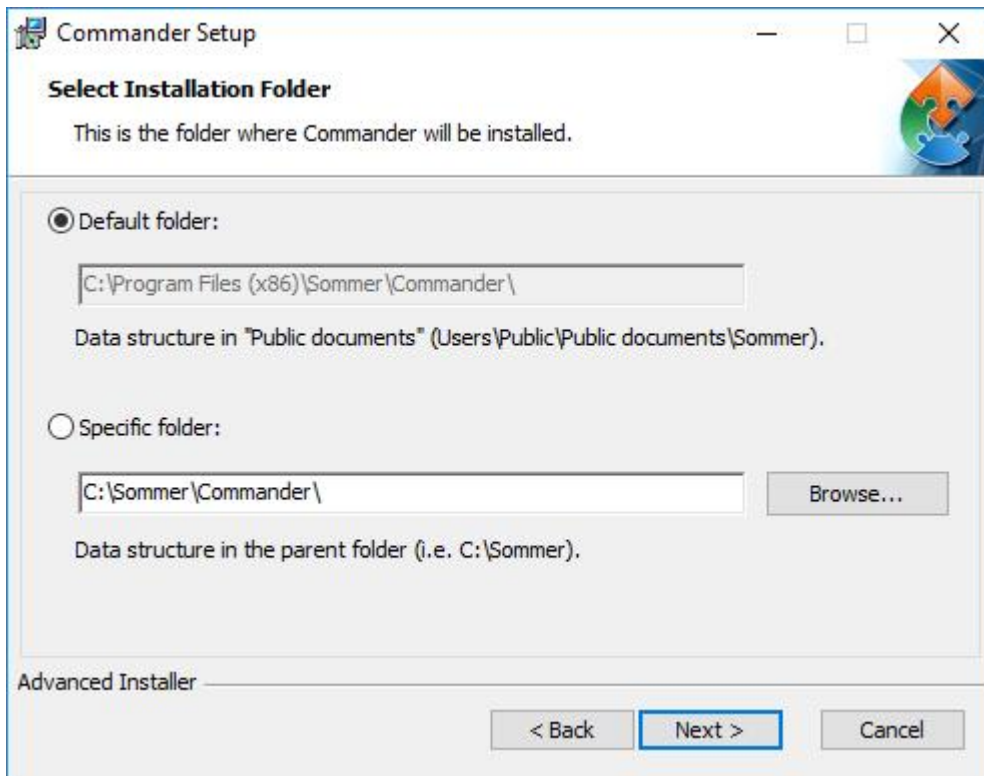 Commander Setup
Select Installation Folder
This is the folder where Commander will be installed.
Default folder:
C:\Program Files (x86)\Sommer\Commander\
Data structure in "Public documents" (Users\Public\Public documents\Sommer).
Specific folder:
C:\Sommer\Commander\
Browse...
Data structure in the parent folder (i.e. C:\Sommer).
Advanced Installer
< Back
Next >
Cancel